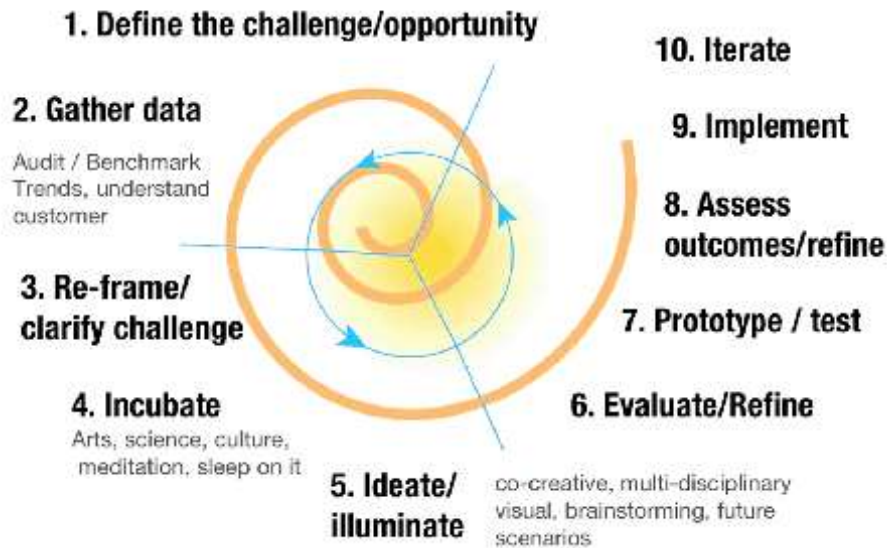 1. Define the challenge/opportunity
2. Gather data
Audit / Benchmark
Trends, understand
customer
3. Re-frame/
clarify challenge
4. Incubate
Arts, science, culture,
meditation, sleep on it
5. Ideate/
illuminate
co-creative, multi-disciplinary
visual, brainstorming, future
scenarios
6. Evaluate/Refine
7. Prototype / test
8. Assess
outcomes/refine
9. Implement
10. Iterate